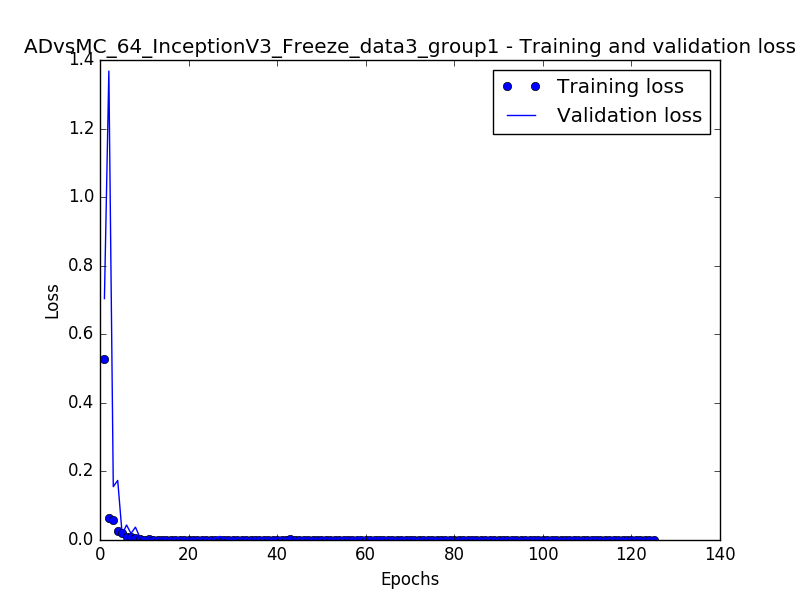 ADvsMC_64_InceptionV3_Freeze_data3_group1 - Training and validation loss
1.4
1.2
1.0
0.8
0.6
0.4
0.2
0.0
Loss
Training loss
Validation loss
0 20 40 60 80 100 120 140
Epochs